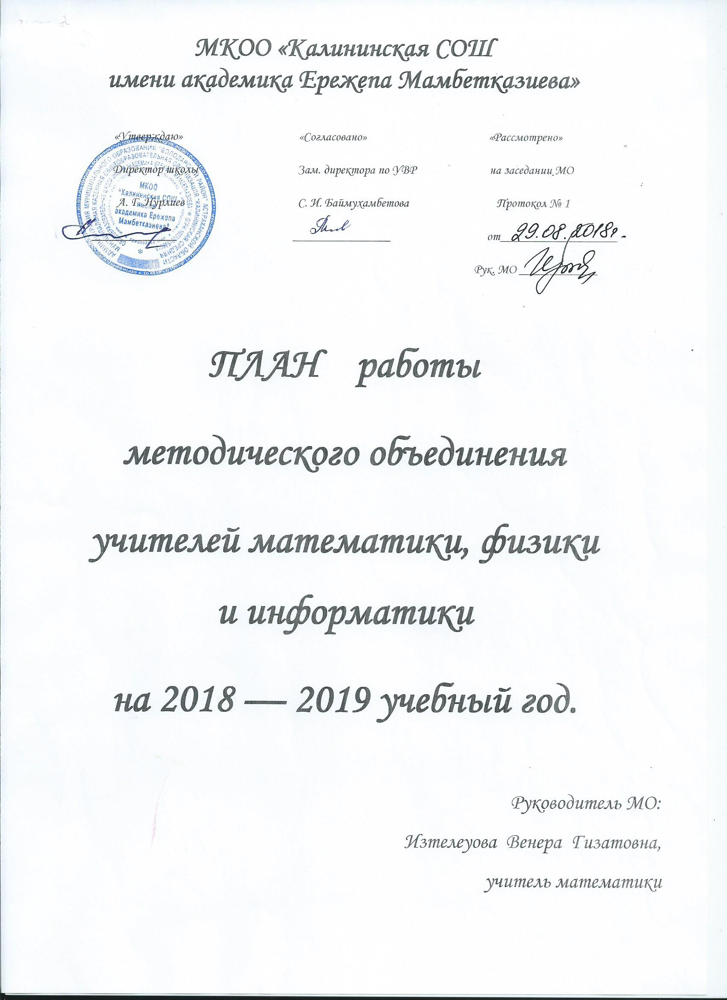 МКОО «Калининская СОШ
имени академика Ережепа Мамбетказиева»
«Утверждаю» «Согласовано» «Рассмотрено»
Директор школы Зам. директора по УВР на заседании МО
А. Г. Нурлиев С. И. Баймухамбетова Протокол № 1
от 29.08.2018г.
Рук. МО
МКОО
"Калининская СОШ
имени
академика Ережепа
Мамбетказиева"
ПЛАН работы
методического объединения
учителей математики, физики
и информатики
на 2018 — 2019 учебный год.
Руководитель МО:
Изтелеуова Венера Гизатовна,
учитель математики